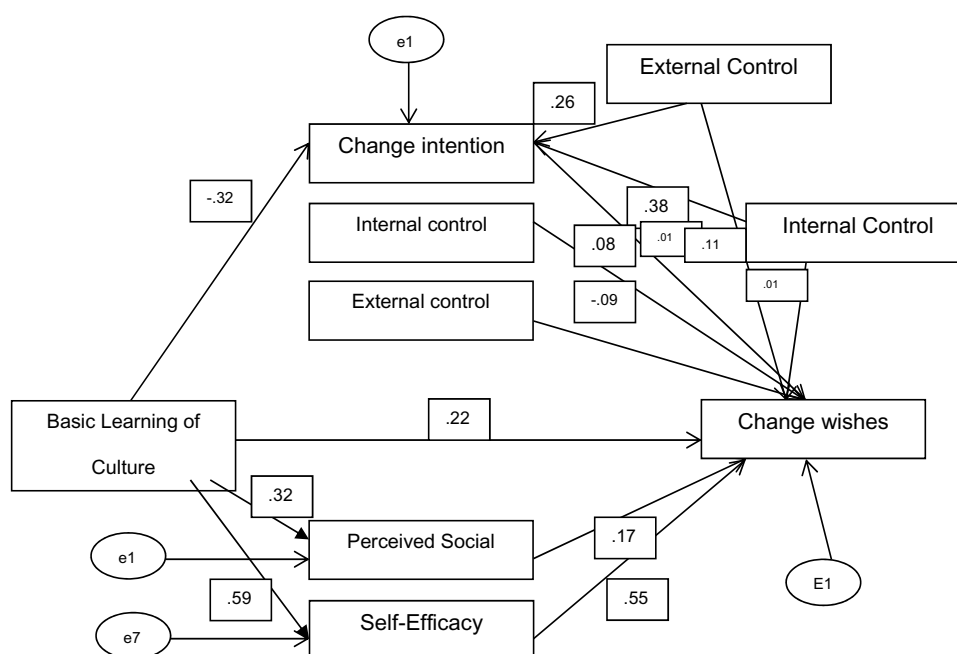 e1
External Control
.26
Change intention
-.32
.38
Internal control
Internal Control
.08
.01
.11
.01
External control
-.09
Basic Learning of
Culture
.22
Change wishes
.32
Perceived Social
.17
e1
E1
.59
.55
Self-Efficacy
e7